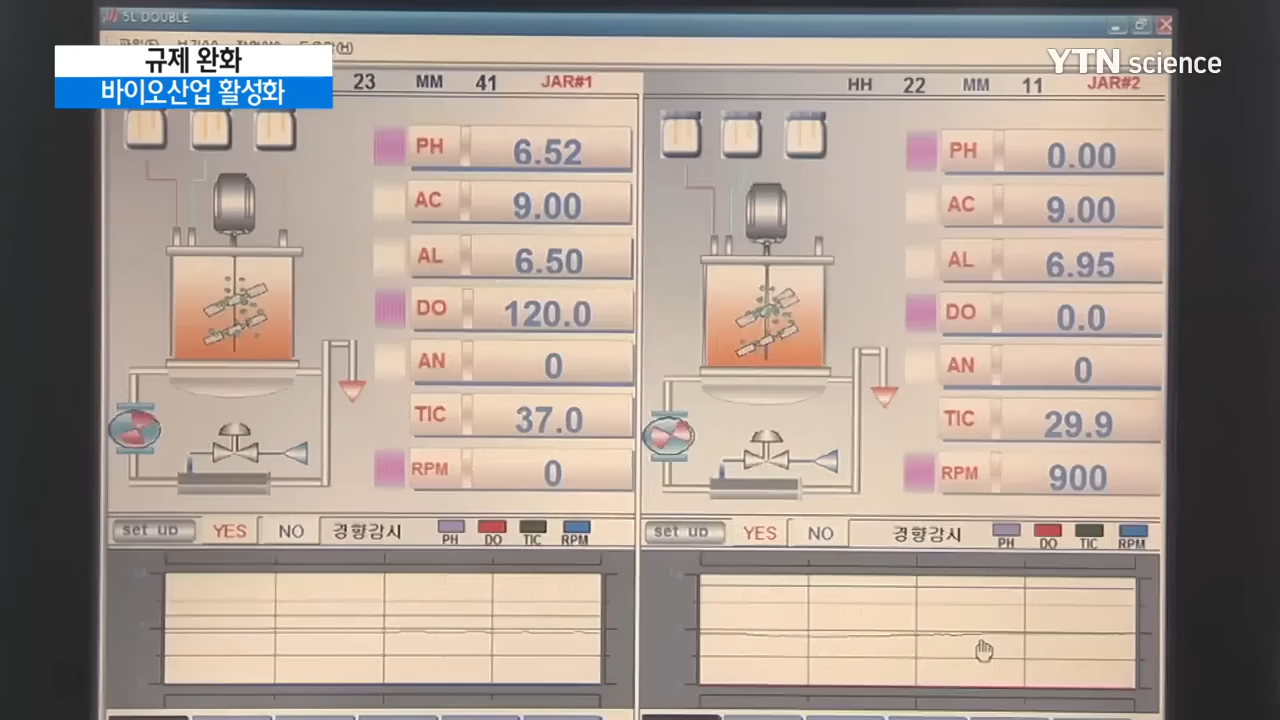 5L DOUBLE
규제 완화
바이오산업 활성화
YTN science
23 MM 41 JAR#1
HH 22 MM 11 JAR#2
PH 6.52
AC 9.00
AL 6.50
DO 120.0
AN 0
TIC 37.0
RPM 0
PH 0.00
AC 9.00
AL 6.95
DO 0.0
AN 0
TIC 29.9
RPM 900
set up YES NO 경향감시 PH DO TIC RPM
set up YES NO 경향감시 PH DO TIC RPM